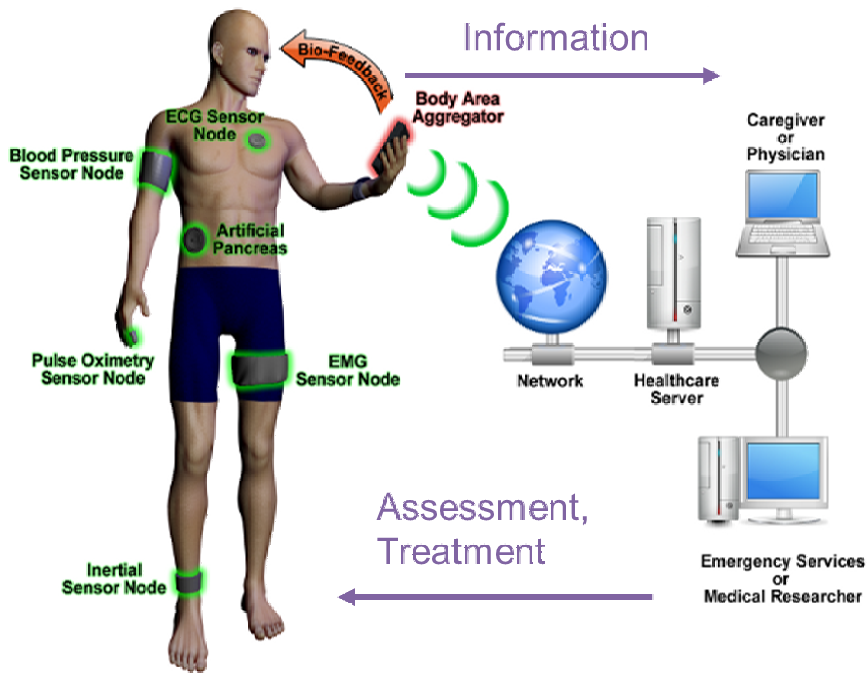 Information
Bio-Feedback
Body Area
Aggregator
ECG Sensor
Node
Blood Pressure
Sensor Node
Artificial
Pancreas
Pulse Oximetry
Sensor Node
EMG
Sensor Node
Inertial
Sensor Node
Caregiver
or
Physician
Network
Healthcare
Server
Emergency Services
or
Medical Researcher
Assessment,
Treatment